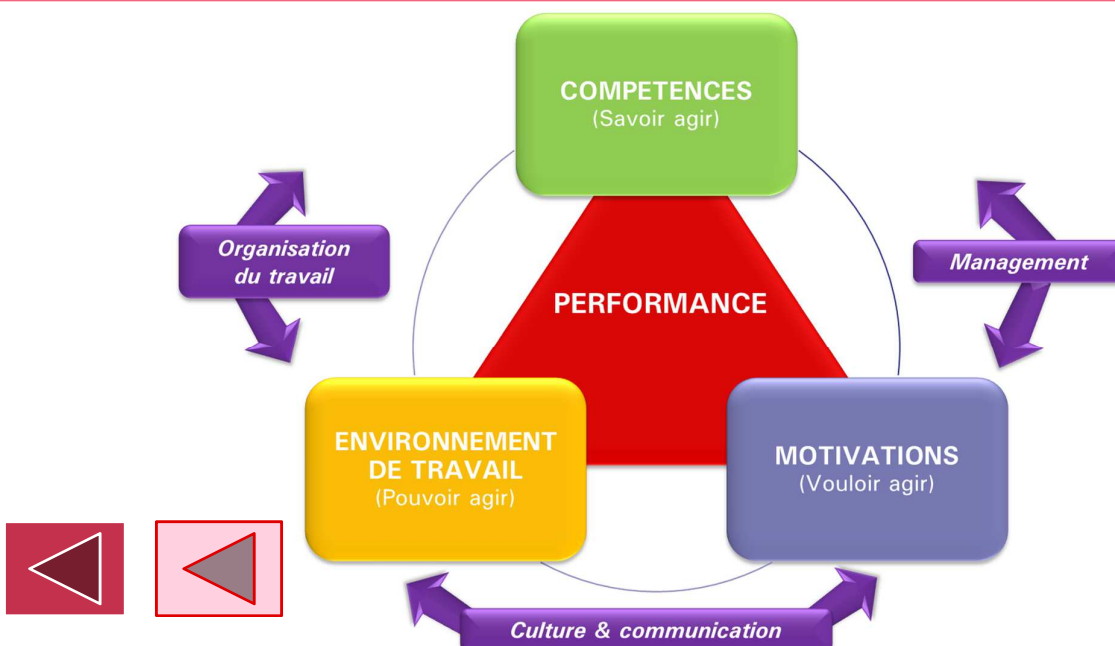 COMPETENCES
(Savoir agir)
Organisation
du travail
Management
PERFORMANCE
ENVIRONNEMENT
DE TRAVAIL
(Pouvoir agir)
MOTIVATIONS
(Vouloir agir)
Culture & communication